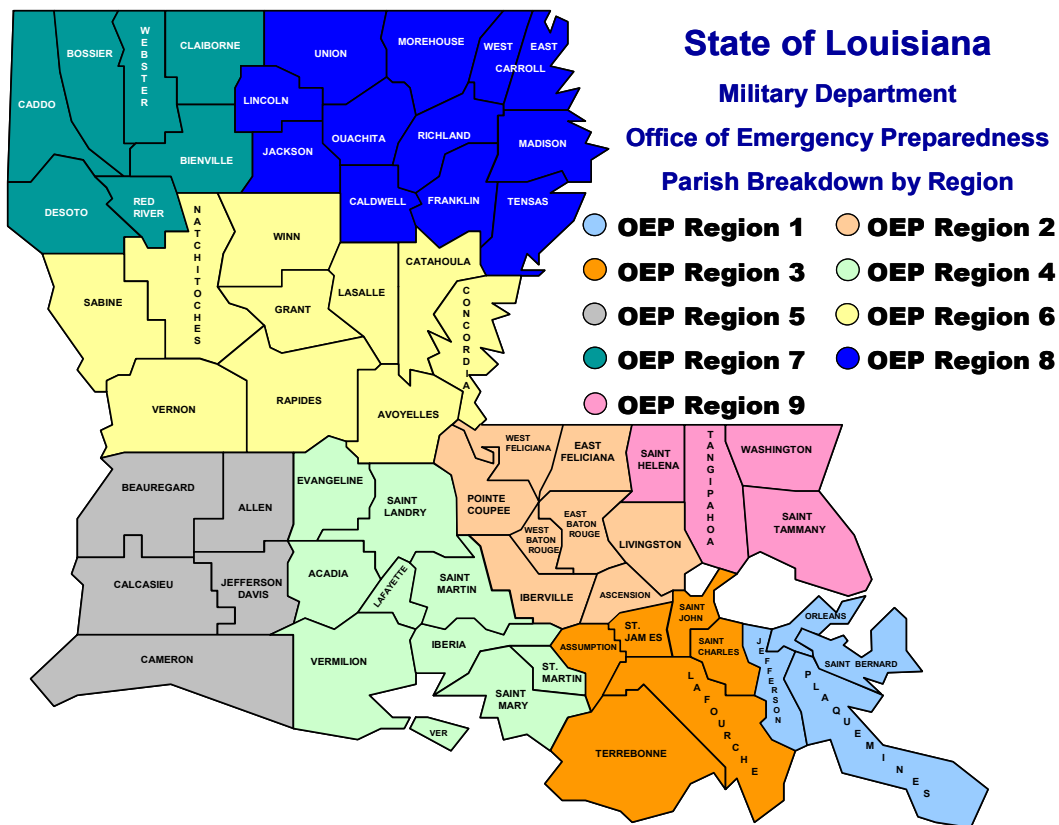 State of Louisiana
Military Department
Office of Emergency Preparedness
Parish Breakdown by Region
OEP Region 1
OEP Region 2
OEP Region 3
OEP Region 4
OEP Region 5
OEP Region 6
OEP Region 7
OEP Region 8
OEP Region 9
CADDO
BOSSIER
WEBSTER
CLAIBORNE
UNION
MOREHOUSE
WEST
EAST
CARROLL
LINCOLN
BIENVILLE
JACKSON
OUACHITA
RICHLAND
MADISON
DESOTO
RED
RIVER
CALDWELL
FRANKLIN
TENSAS
NATCHITOCHES
WINN
CATAHOULA
SABINE
GRANT
LASALLE
CONCORDIA
VERNON
RAPIDES
AVOYELLES
WEST
FELICIANA
EAST
FELICIANA
SAINT
HELENA
TANGIPAHOA
WASHINGTON
BEAUREGARD
ALLEN
EVANGELINE
SAINT
LANDRY
POINTE
COUPEE
WEST
BATON
ROUGE
EAST
BATON
ROUGE
LIVINGSTON
SAINT
TAMMANY
CALCASIEU
JEFFERSON
DAVIS
ACADIA
LAFAYETTE
SAINT
MARTIN
IBERVILLE
ASCENSION
SAINT
JOHN
ST.
JAM ES
SAINT
CHARLES
ORLEANS
JEFFERSON
SAINT BERNARD
PLAQUEMINES
CAMERON
VERMILION
IBERIA
ASSUMPTION
ST.
MARTIN
SAINT
MARY
VER
LAFOURCHE
TERREBONNE